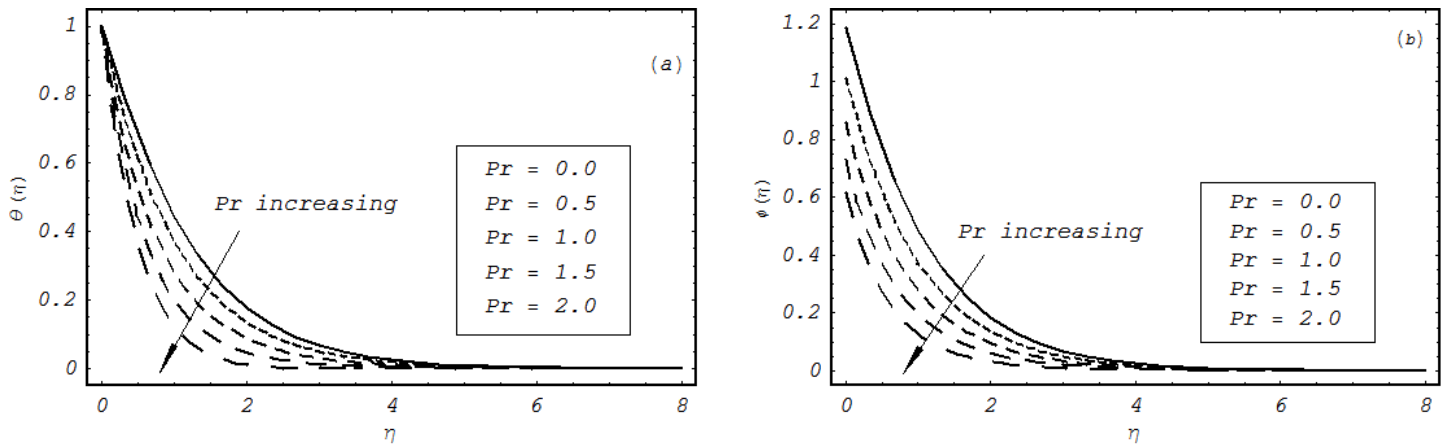 (a)
1
0.8
0.6
0.4
0.2
0
θ(η)
Pr increasing
Pr = 0.0
Pr = 0.5
Pr = 1.0
Pr = 1.5
Pr = 2.0
0 2 4 6 8
η
(b)
1.2
1
0.8
0.6
0.4
0.2
0
φ(η)
Pr increasing
Pr = 0.0
Pr = 0.5
Pr = 1.0
Pr = 1.5
Pr = 2.0
0 2 4 6 8
η